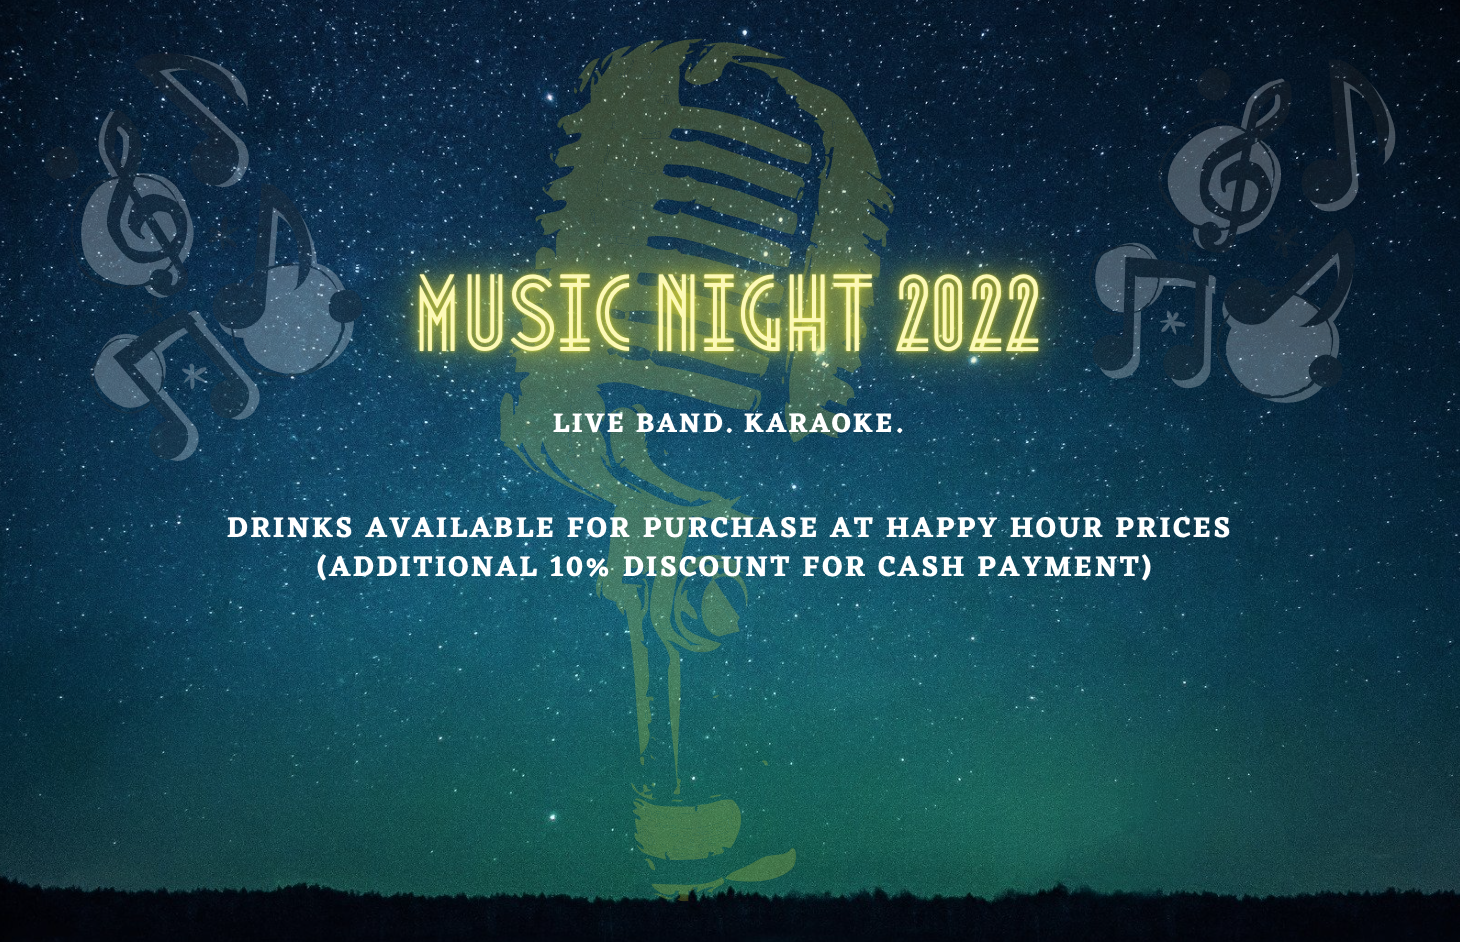 MUSIC NIGHT 2022
LIVE BAND. KARAOKE.
DRINKS AVAILABLE FOR PURCHASE AT HAPPY HOUR PRICES
(ADDITIONAL 10% DISCOUNT FOR CASH PAYMENT)